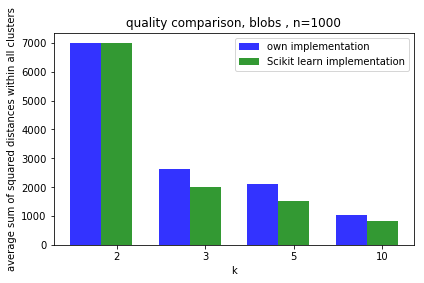 quality comparison, blobs , n=1000
average sum of squared distances within all clusters
7000
6000
5000
4000
3000
2000
1000
0
own implementation
Scikit learn implementation
2
3
5
10
k